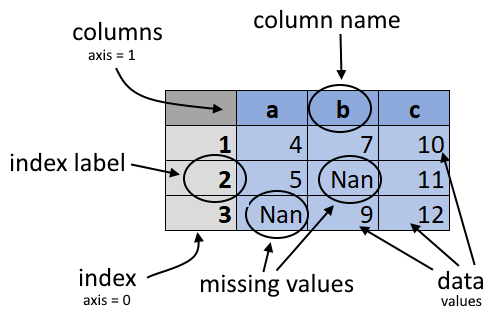 column name
columns
axis = 1
a b c
1 4 7 10
index label
2 5 Nan 11
3 Nan 9 12
index
axis = 0
missing values
data
values